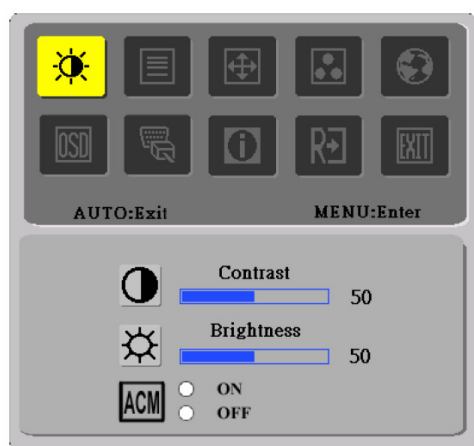 OSD
i
R
EXIT
AUTO:Exit MENU:Enter
Contrast
50
Brightness
50
ACM
ON
OFF